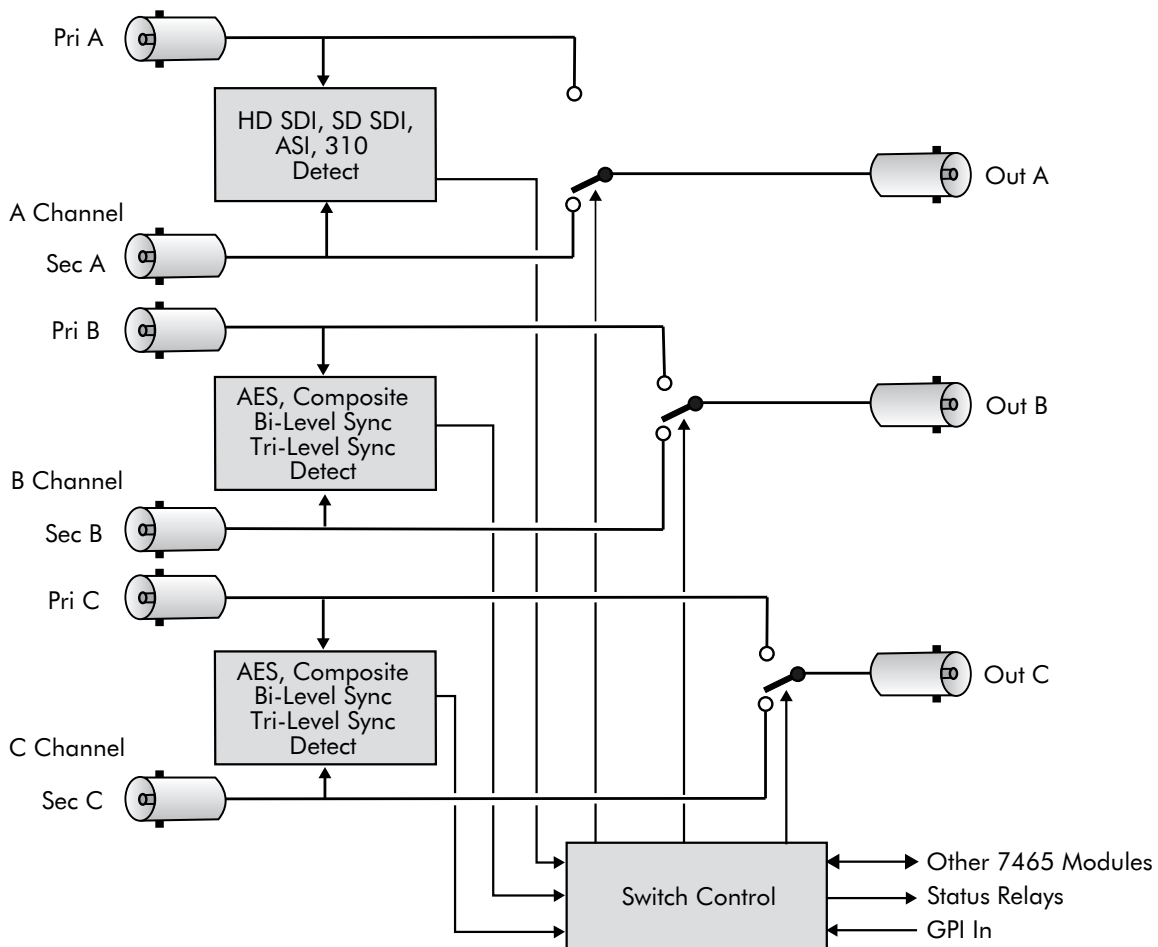 Pri A
HD SDI, SD SDI,
ASI, 310
Detect
Out A
A Channel
Sec A
Pri B
AES, Composite
Bi-Level Sync
Tri-Level Sync
Detect
Out B
B Channel
Sec B
Pri C
AES, Composite
Bi-Level Sync
Tri-Level Sync
Detect
Out C
C Channel
Sec C
Switch Control
Other 7465 Modules
Status Relays
GPI In